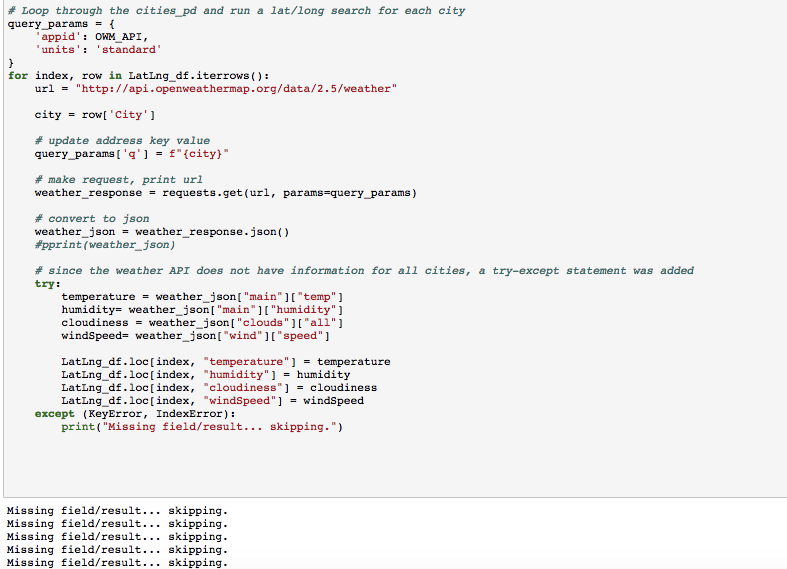 # Loop through the cities_pd and run a lat/long search for each city
query_params = {
    'appid': OWM_API,
    'units': 'standard'
}
for index, row in LatLng_df.iterrows():
    url = "http://api.openweathermap.org/data/2.5/weather"

    city = row['City']

    # update address key value
    query_params['q'] = f"{city}"

    # make request, print url
    weather_response = requests.get(url, params=query_params)

    # convert to json
    weather_json = weather_response.json()
    #pprint(weather_json)

    # since the weather API does not have information for all cities, a try-except statement was added
    try:
        temperature = weather_json["main"]["temp"]
        humidity= weather_json["main"]["humidity"]
        cloudiness = weather_json["clouds"]["all"]
        windSpeed= weather_json["wind"]["speed"]

        LatLng_df.loc[index, "temperature"] = temperature
        LatLng_df.loc[index, "humidity"] = humidity
        LatLng_df.loc[index, "cloudiness"] = cloudiness
        LatLng_df.loc[index, "windSpeed"] = windSpeed
    except (KeyError, IndexError):
        print("Missing field/result... skipping.")

Missing field/result... skipping.
Missing field/result... skipping.
Missing field/result... skipping.
Missing field/result... skipping.
Missing field/result... skipping.